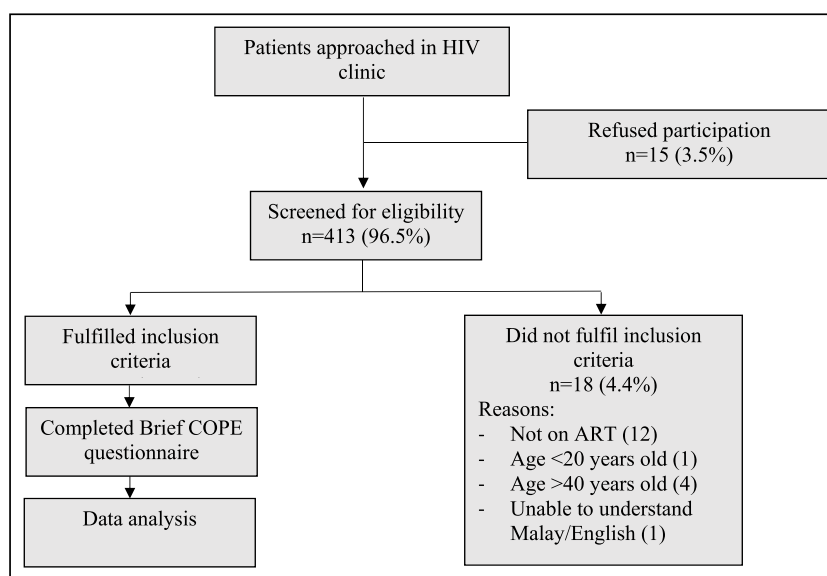 Patients approached in HIV
clinic
Refused participation
n=15 (3.5%)
Screened for eligibility
n=413 (96.5%)
Fulfilled inclusion
criteria
Did not fulfil inclusion
criteria
n=18 (4.4%)
Reasons:
- Not on ART (12)
- Age <20 years old (1)
- Age >40 years old (4)
- Unable to understand
Malay/English (1)
Completed Brief COPE
questionnaire
Data analysis